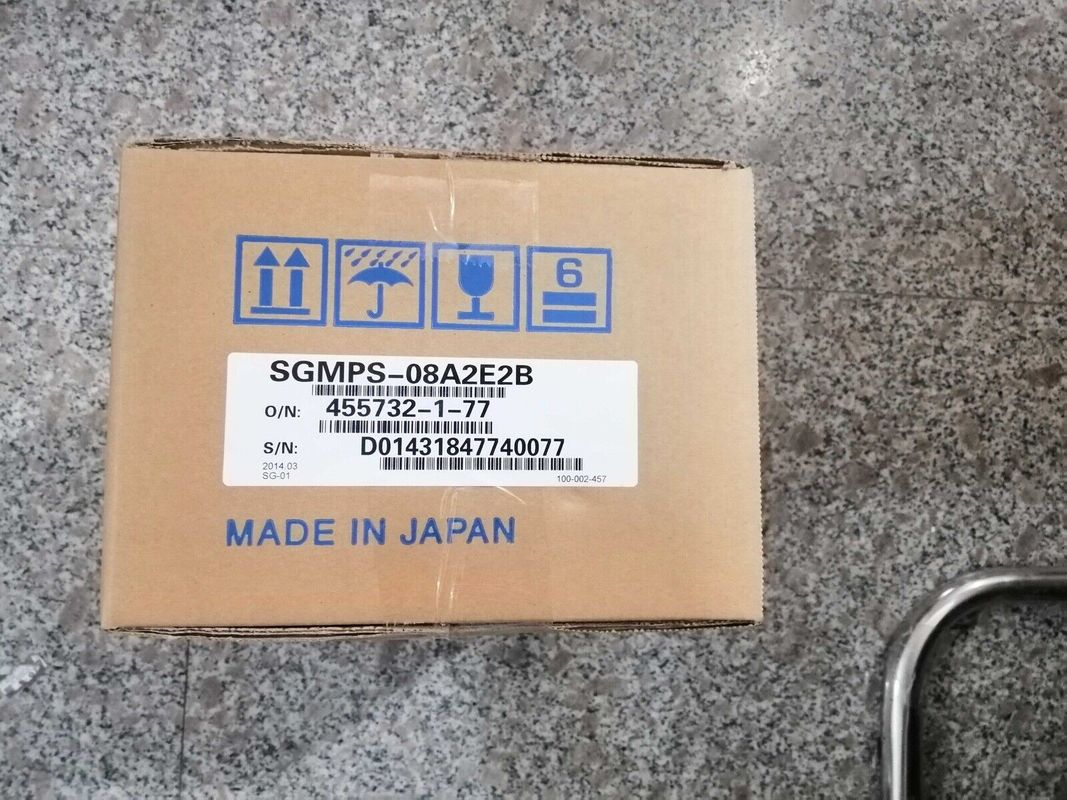 6
SGMPS-08A2E2B
O/N: 455732-1-77
S/N: D01431847740077
2014.03
SG-01
100-002-457
MADE IN JAPAN